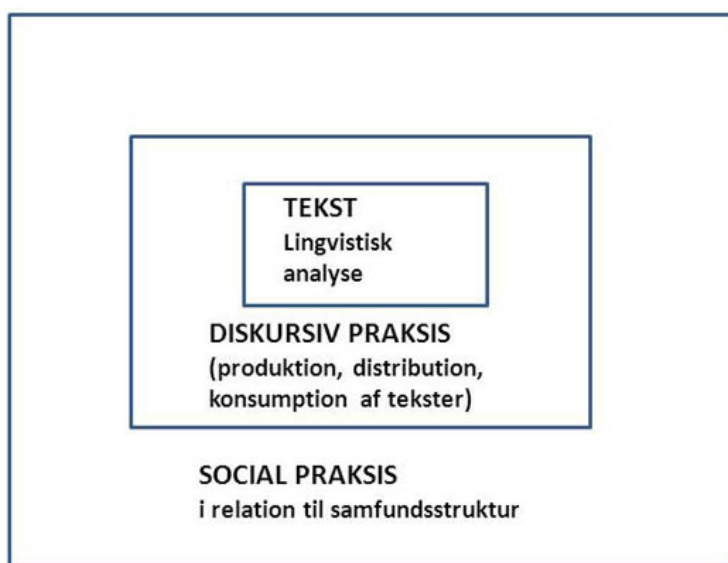 TEKST
Lingvistisk
analyse
DISKURSIV PRAKSIS
(produktion, distribution,
konsumption af tekster)
SOCIAL PRAKSIS
i relation til samfundsstruktur